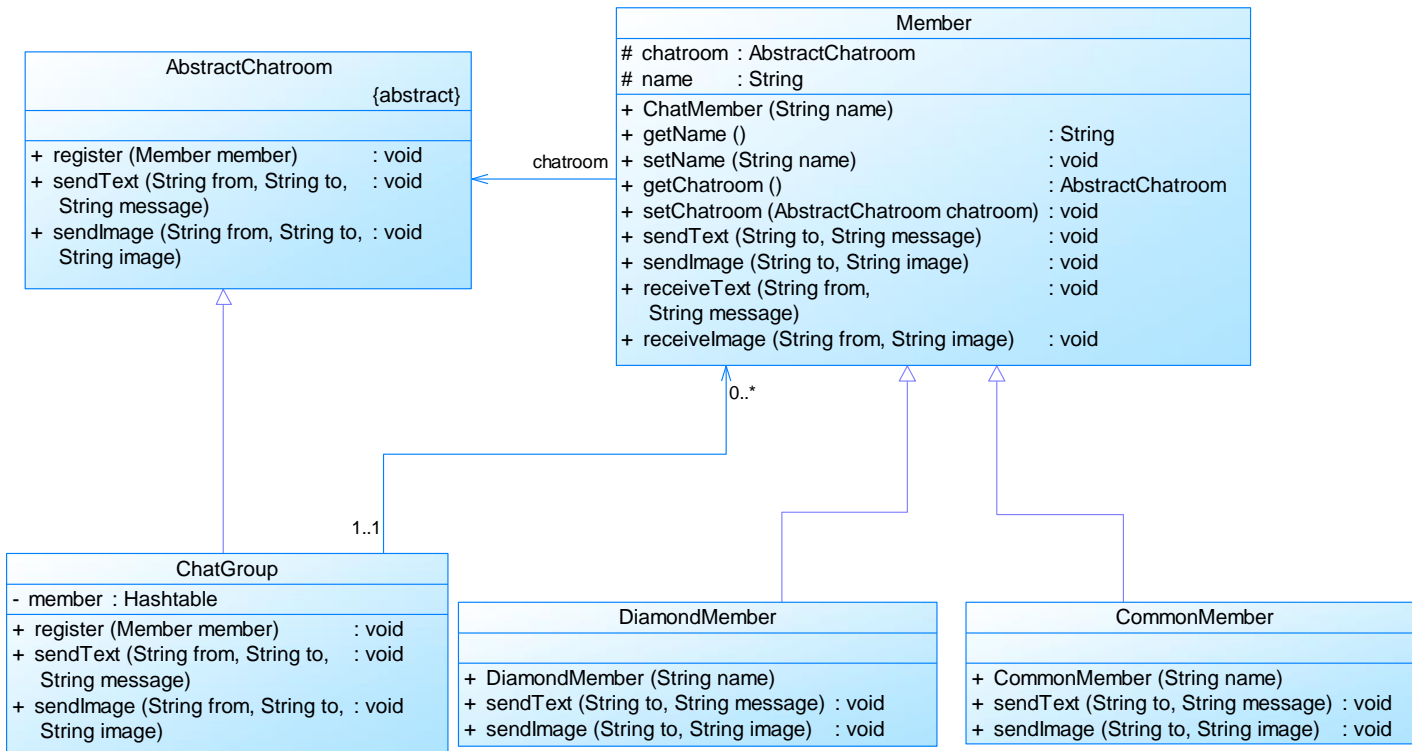 AbstractChatroom
{abstract}
+ register (Member member) : void
+ sendText (String from, String to, : void
String message)
+ sendImage (String from, String to, : void
String image)
chatroom
Member
# chatroom : AbstractChatroom
# name : String
+ ChatMember (String name)
+ getName () : String
+ setName (String name) : void
+ getChatroom () : AbstractChatroom
+ setChatroom (AbstractChatroom chatroom) : void
+ sendText (String to, String message) : void
+ sendImage (String to, String image) : void
+ receiveText (String from, : void
String message)
+ receiveImage (String from, String image) : void
0..*
1..1
ChatGroup
- member : Hashtable
+ register (Member member) : void
+ sendText (String from, String to, : void
String message)
+ sendImage (String from, String to, : void
String image)
DiamondMember
+ DiamondMember (String name)
+ sendText (String to, String message) : void
+ sendImage (String to, String image) : void
CommonMember
+ CommonMember (String name)
+ sendText (String to, String message) : void
+ sendImage (String to, String image) : void